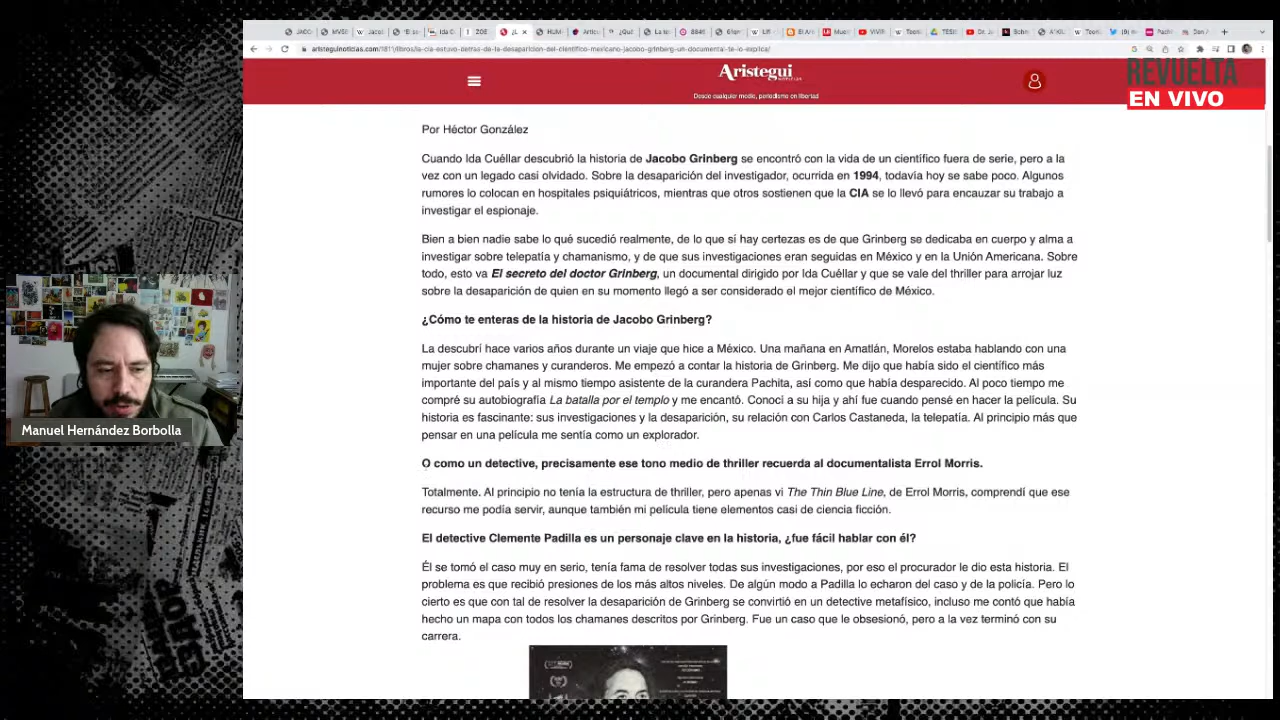 JACO
MVS
Jacol
"El se
Ida C
ZOE
¿L
HUM
¿Qui
La te
8845
Tesis
Pach
aristeguinoticias.com/1811/libros/la-cia-estuvo-detras-de-la-desaparicion-del-cientifico-mexicano-jacobo-grinberg-un-documental-te-lo-explica/
Aristegui
NOTICIAS
Desde cualquier medio, periodismo en libertad
REVUELTA
EN VIVO
Por Héctor González
Cuando Ida Cuéllar descubrió la historia de Jacobo Grinberg se encontró con la vida de un científico fuera de serie, pero a la
vez con un legado casi olvidado. Sobre la desaparición del investigador, ocurrida en 1994, todavía hoy se sabe poco. Algunos
rumores lo colocan en hospitales psiquiátricos, mientras que otros sostienen que la CIA se lo llevó para encauzar su trabajo a
investigar el espionaje.
Bien a bien nadie sabe lo qué sucedió realmente, de lo que sí hay certezas es de que Grinberg se dedicaba en cuerpo y alma a
investigar sobre telepatía y chamanismo, y de que sus investigaciones eran seguidas en México y en la Unión Americana. Sobre
todo, esto va El secreto del doctor Grinberg, un documental dirigido por Ida Cuéllar y que se vale del thriller para arrojar luz
sobre la desaparición de quien en su momento llegó a ser considerado el mejor científico de México.
¿Cómo te enteras de la historia de Jacobo Grinberg?
La descubrí hace varios años durante un viaje que hice a México. Una mañana en Amatlán, Morelos estaba hablando con una
mujer sobre chamanes y curanderos. Me empezó a contar la historia de Grinberg. Me dijo que había sido el científico más
importante del país y al mismo tiempo asistente de la curandera Pachita, así como que había desparecido. Al poco tiempo me
compré su autobiografía La batalla por el templo y me encantó. Conocí a su hija y ahí fue cuando pensé en hacer la película. Su
historia es fascinante: sus investigaciones y la desaparición, su relación con Carlos Castaneda, la telepatía. Al principio más que
pensar en una película me sentía como un explorador.
O como un detective, precisamente ese tono medio de thriller recuerda al documentalista Errol Morris.
Totalmente. Al principio no tenía la estructura de thriller, pero apenas vi The Thin Blue Line, de Errol Morris, comprendí que ese
recurso me podía servir, aunque también mi película tiene elementos casi de ciencia ficción.
El detective Clemente Padilla es un personaje clave en la historia, ¿fue fácil hablar con él?
Él se tomó el caso muy en serio, tenía fama de resolver todas sus investigaciones, por eso el procurador le dio esta historia. El
problema es que recibió presiones de los más altos niveles. De algún modo a Padilla lo echaron del caso y de la policía. Pero lo
cierto es que con tal de resolver la desaparición de Grinberg se convirtió en un detective metafísico, incluso me contó que había
hecho un mapa con todos los chamanes descritos por Grinberg. Fue un caso que le obsesionó, pero a la vez terminó con su
carrera.
Manuel Hernández Borbolla